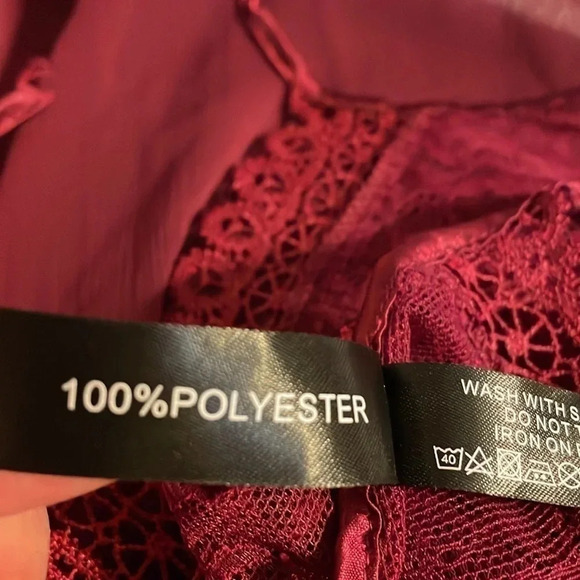 100%POLYESTER
WASH WITH
DO NOT
IRON ON
40